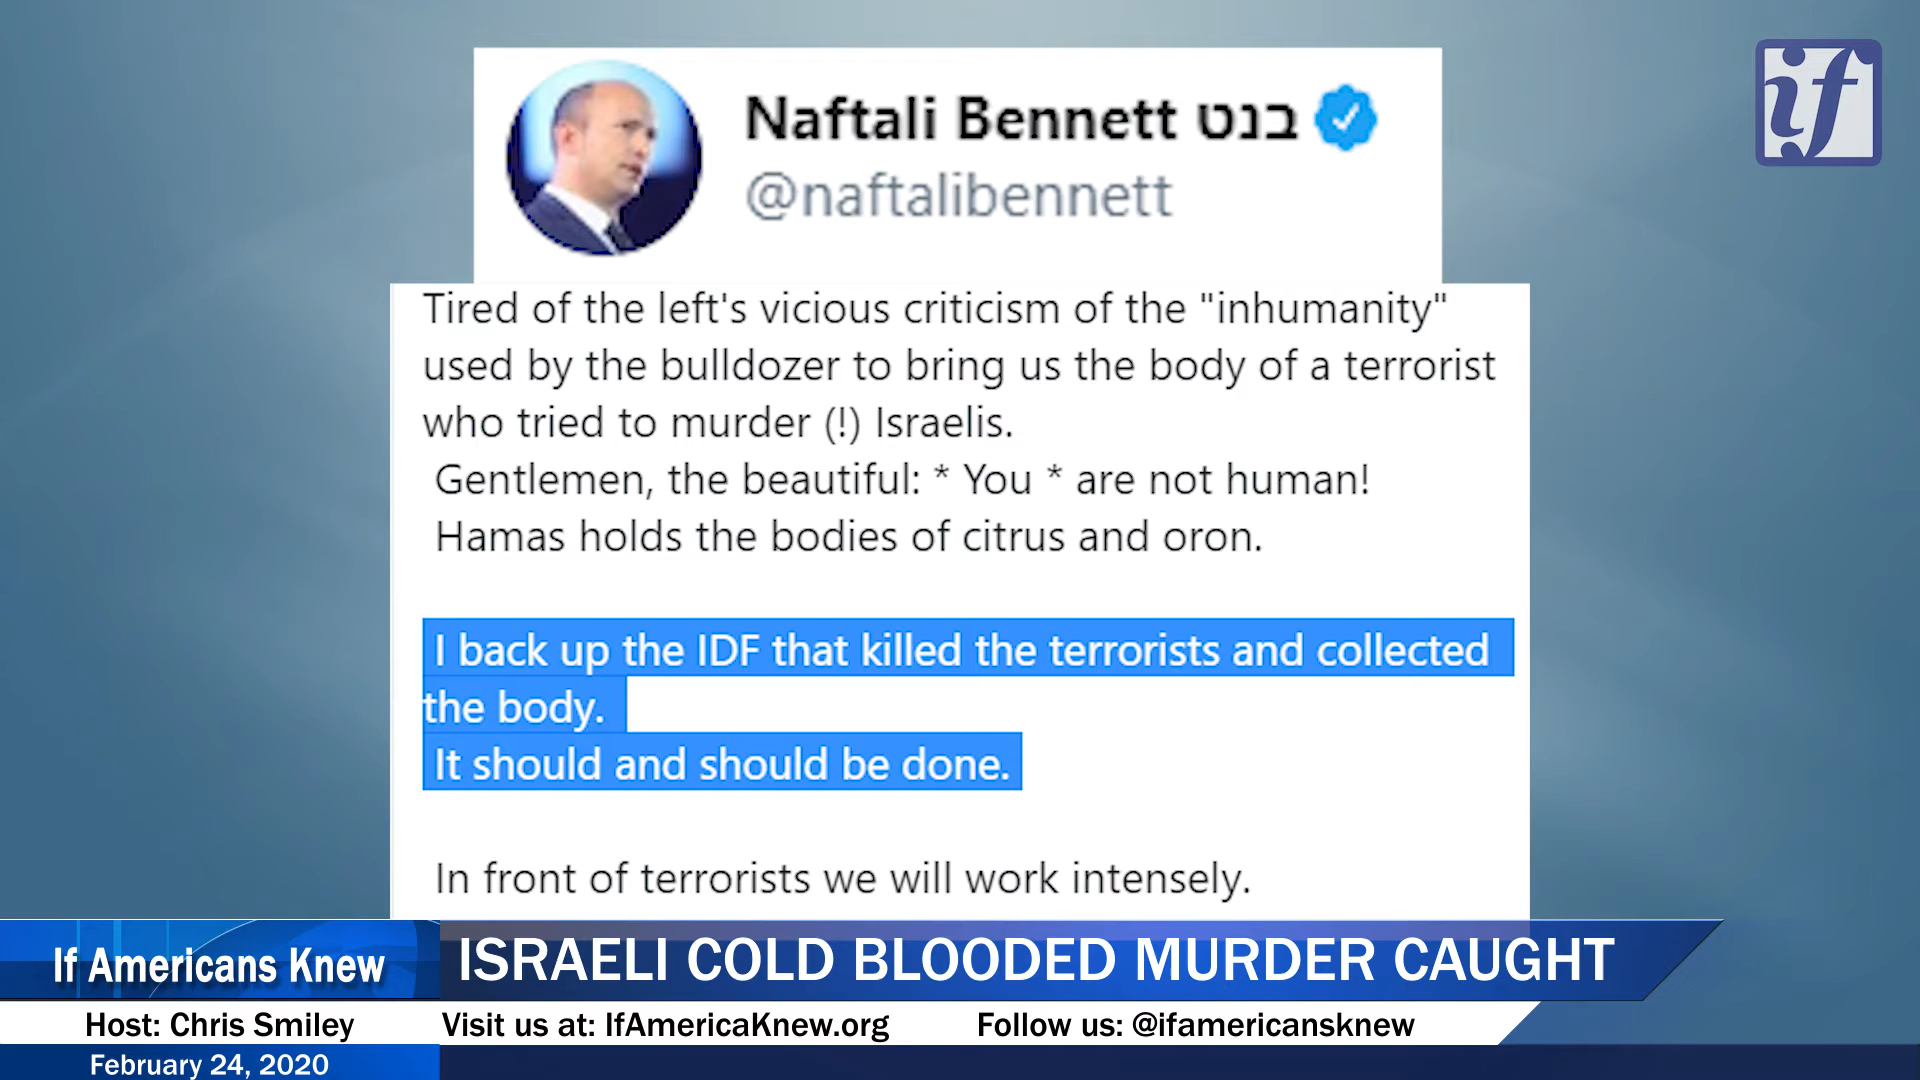 if
Naftali Bennett בנט
@naftalibennett
Tired of the left's vicious criticism of the "inhumanity"
used by the bulldozer to bring us the body of a terrorist
who tried to murder (!) Israelis.
Gentlemen, the beautiful: * You * are not human!
Hamas holds the bodies of citrus and oron.
I back up the IDF that killed the terrorists and collected
the body.
It should and should be done.
In front of terrorists we will work intensely.
If Americans Knew
ISRAELI COLD BLOODED MURDER CAUGHT
Host: Chris Smiley
Visit us at: IfAmericaKnew.org
Follow us: @ifamericansknew
February 24, 2020